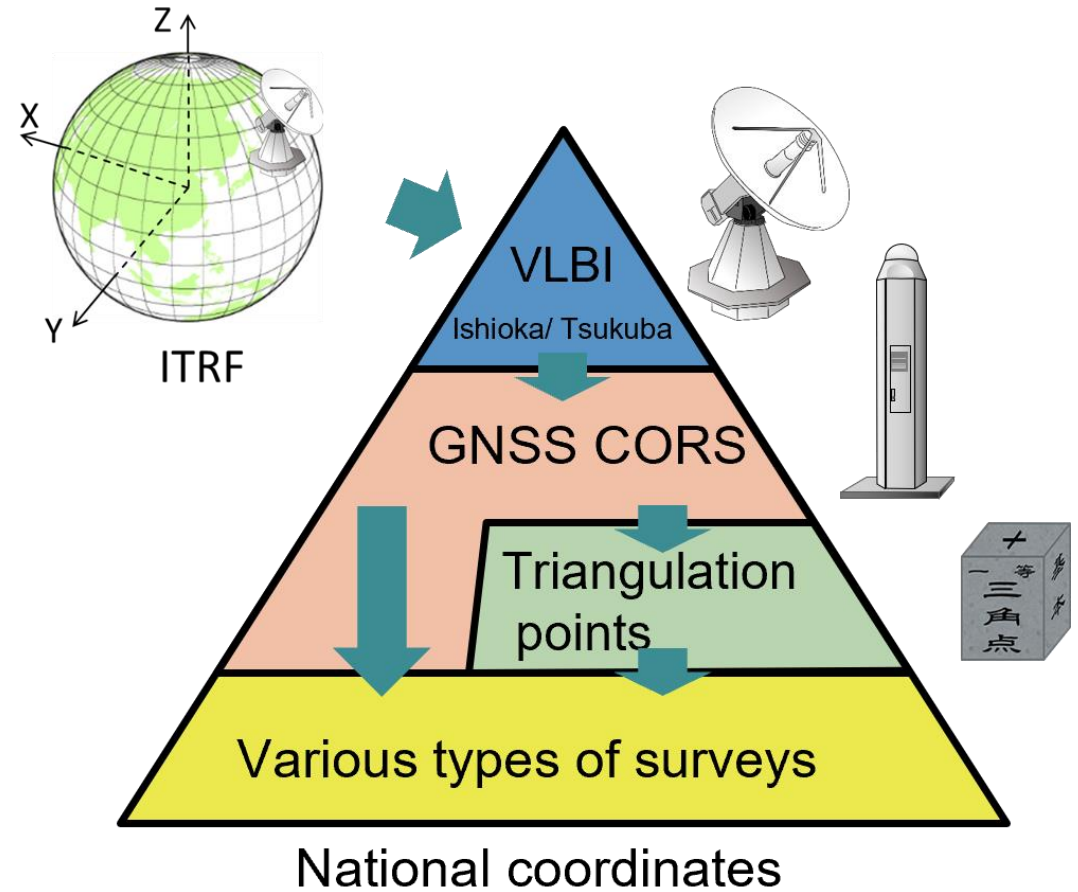 Z
X
Y
ITRF
VLBI
Ishioka/ Tsukuba
GNSS CORS
Triangulation
points
Various types of surveys
National coordinates
一等
三
角
点